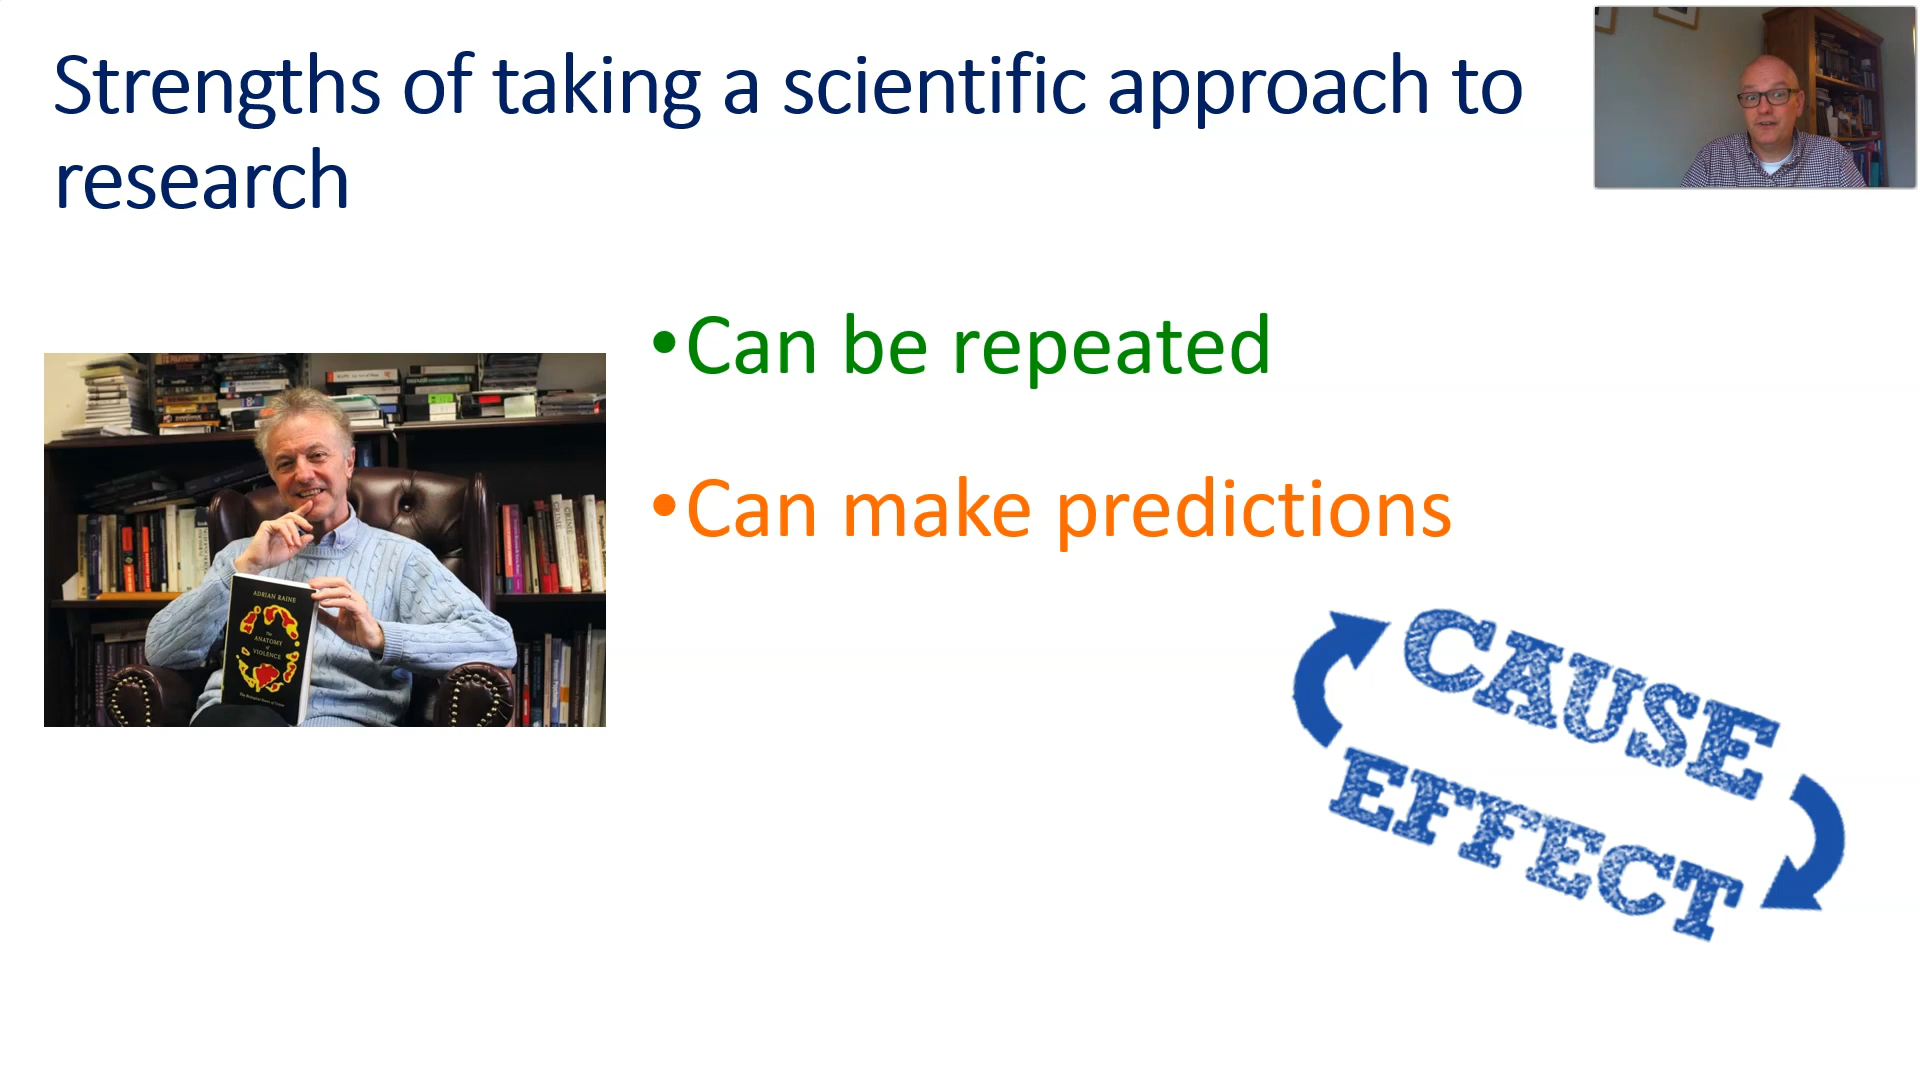 Strengths of taking a scientific approach to
research
•Can be repeated
•Can make predictions
ADRIAN RAINE
The
ANATOMY
of
VIOLENCE
CAUSE
EFFECT